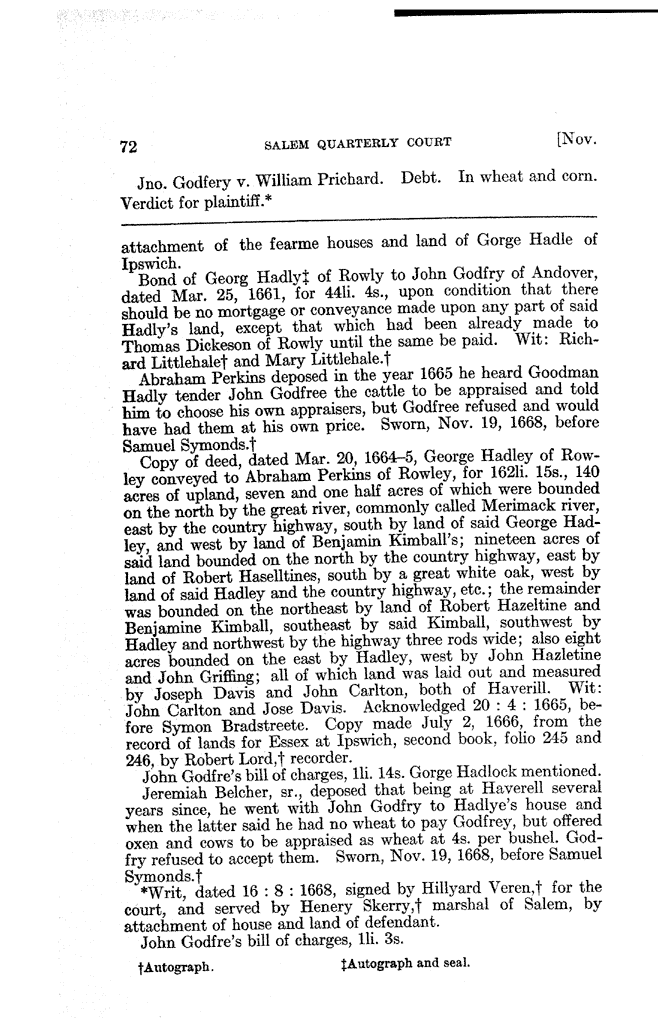 72 SALEM QUARTERLY COURT [Nov.
Jno. Godfery v. William Prichard. Debt. In wheat and corn.
Verdict for plaintiff.*
attachment of the fearme houses and land of Gorge Hadle of
Ipswich.
Bond of Georg Hadly‡ of Rowly to John Godfry of Andover,
dated Mar. 25, 1661, for 44li. 4s., upon condition that there
should be no mortgage or conveyance made upon any part of said
Hadly's land, except that which had been already made to
Thomas Dickeson of Rowly until the same be paid. Wit: Rich-
ard Littlehale† and Mary Littlehale.†
Abraham Perkins deposed in the year 1665 he heard Goodman
Hadly tender John Godfree the cattle to be appraised and told
him to choose his own appraisers, but Godfree refused and would
have had them at his own price. Sworn, Nov. 19, 1668, before
Samuel Symonds.†
Copy of deed, dated Mar. 20, 1664–5, George Hadley of Row-
ley conveyed to Abraham Perkins of Rowley, for 162li. 15s., 140
acres of upland, seven and one half acres of which were bounded
on the north by the great river, commonly called Merimack river,
east by the country highway, south by land of said George Had-
ley, and west by land of Benjamin Kimball's; nineteen acres of
said land bounded on the north by the country highway, east by
land of Robert Haselltines, south by a great white oak, west by
land of said Hadley and the country highway, etc.; the remainder
was bounded on the northeast by land of Robert Hazeltine and
Benjamine Kimball, southeast by said Kimball, southwest by
Hadley and northwest by the highway three rods wide; also eight
acres bounded on the east by Hadley, west by John Hazletine
and John Griffing; all of which land was laid out and measured
by Joseph Davis and John Carlton, both of Haverill. Wit:
John Carlton and Jose Davis. Acknowledged 20 : 4 : 1665, be-
fore Symon Bradstreete. Copy made July 2, 1666, from the
record of lands for Essex at Ipswich, second book, folio 245 and
246, by Robert Lord,† recorder.
John Godfre's bill of charges, 1li. 14s. Gorge Hadlock mentioned.
Jeremiah Belcher, sr., deposed that being at Haverell several
years since, he went with John Godfry to Hadlye's house and
when the latter said he had no wheat to pay Godfrey, but offered
oxen and cows to be appraised as wheat at 4s. per bushel. God-
fry refused to accept them. Sworn, Nov. 19, 1668, before Samuel
Symonds.†
*Writ, dated 16 : 8 : 1668, signed by Hillyard Veren,† for the
court, and served by Henery Skerry,† marshal of Salem, by
attachment of house and land of defendant.
John Godfre's bill of charges, 1li. 3s.
†Autograph. ‡Autograph and seal.